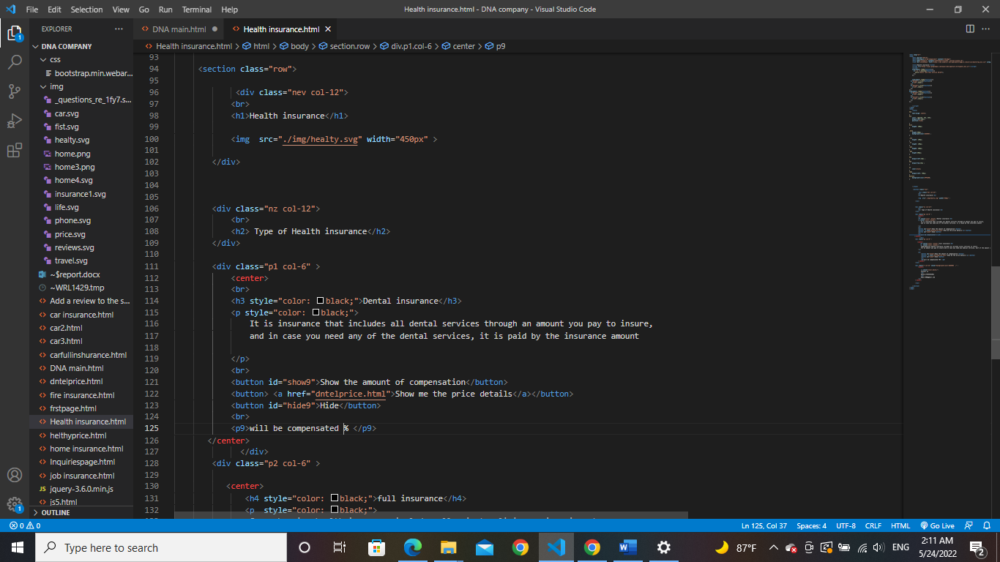 File Edit Selection View Go Run Terminal Help
Health insurance.html - DNA company - Visual Studio Code
EXPLORER
DNA main.html
Health insurance.html
DNA COMPANY
Health insurance.html > html > body > section.row > div.p1.col-6 > center > p9
css
bootstrap.min.webar...
img
_questions_re_1fy7.s...
car.svg
fist.svg
healty.svg
home.png
home3.png
home4.svg
insurance1.svg
life.svg
phone.svg
price.svg
reviews.svg
travel.svg
~$report.docx
~WRL1429.tmp
Add a review to the s...
car insurance.html
car2.html
car3.html
carfullinshurance.html
DNA main.html
dntelprice.html
fire insurance.html
frstpage.html
Health insurance.html
helthyprice.html
home insurance.html
Inquiriespage.html
job insurance.html
JS jquery-3.6.0.min.js
JS js5.html
OUTLINE
93
94 <section class="row">
95
96 <div class="nev col-12">
97 <br>
98 <h1>Health insurance</h1>
99
100 <img  src="./img/healty.svg" width="450px" >
101
102 </div>
103
104
105
106 <div class="nz col-12">
107 <br>
108 <h2> Type of Health insurance</h2>
109 </div>
110
111 <div class="p1 col-6" >
112 <center>
113 <br>
114 <h3 style="color: black;">Dental insurance</h3>
115 <p style="color: black;">
116 It is insurance that includes all dental services through an amount you pay to insure,
117 and in case you need any of the dental services, it is paid by the insurance amount
118
119 </p>
120 <br>
121 <button id="show9">Show the amount of compensation</button>
122 <button> <a href="dntelprice.html">Show me the price details</a></button>
123 <button id="hide9">Hide</button>
124 <br>
125 <p9>will be compensated % </p9>
126 </center>
127 </div>
128 <div class="p2 col-6" >
129
130 <center>
131 <h4 style="color: black;">full insurance</h4>
132 <p  style="color: black;">
0 0
Ln 125, Col 37 Spaces: 4 UTF-8 CRLF HTML Go Live
1
1
Type here to search
87°F
ENG
2:11 AM
5/24/2022
2